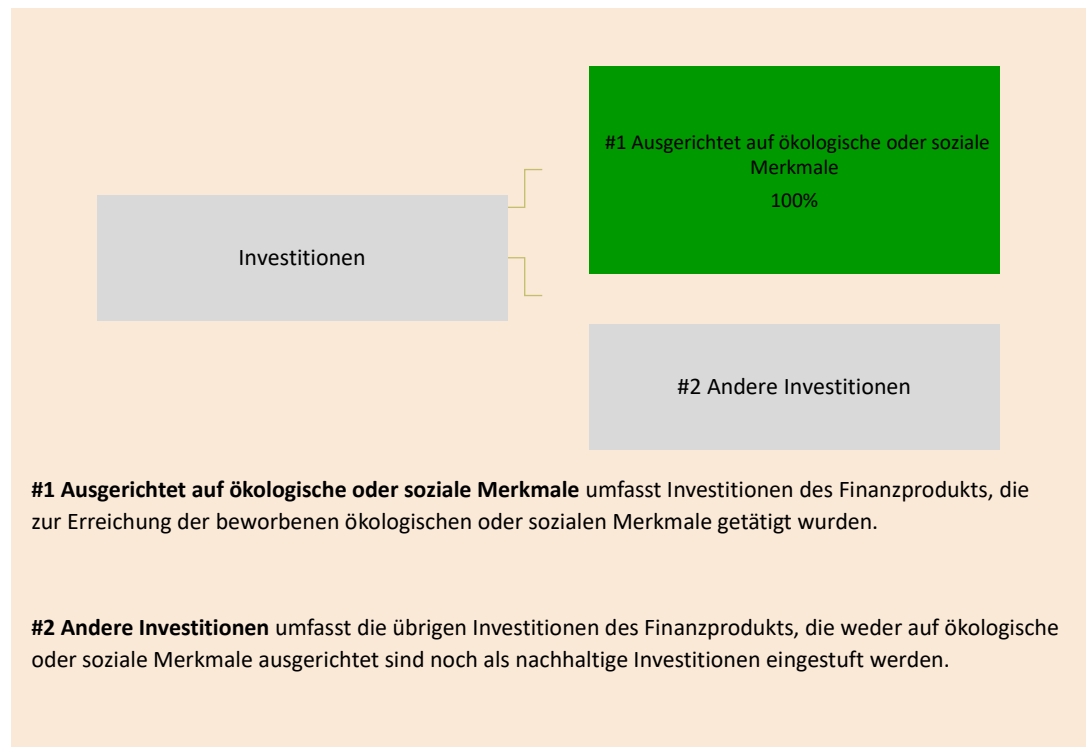 #1 Ausgerichtet auf ökologische oder soziale
Merkmale
100%
Investitionen
#2 Andere Investitionen
#1 Ausgerichtet auf ökologische oder soziale Merkmale umfasst Investitionen des Finanzprodukts, die
zur Erreichung der beworbenen ökologischen oder sozialen Merkmale getätigt wurden.
#2 Andere Investitionen umfasst die übrigen Investitionen des Finanzprodukts, die weder auf ökologische
oder soziale Merkmale ausgerichtet sind noch als nachhaltige Investitionen eingestuft werden.